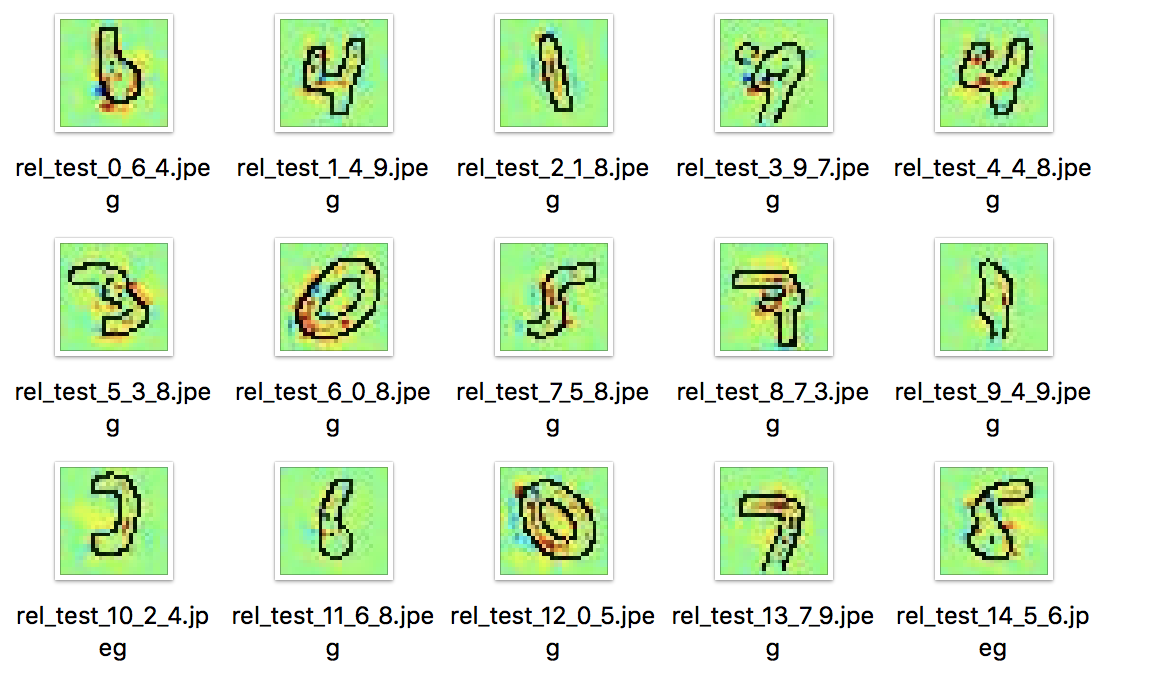 rel_test_0_6_4.jpe
g
rel_test_1_4_9.jpe
g
rel_test_2_1_8.jpe
g
rel_test_3_9_7.jpe
g
rel_test_4_4_8.jpe
g
rel_test_5_3_8.jpe
g
rel_test_6_0_8.jpe
g
rel_test_7_5_8.jpe
g
rel_test_8_7_3.jpe
g
rel_test_9_4_9.jpe
g
rel_test_10_2_4.jp
eg
rel_test_11_6_8.jpe
g
rel_test_12_0_5.jpe
g
rel_test_13_7_9.jpe
g
rel_test_14_5_6.jp
eg